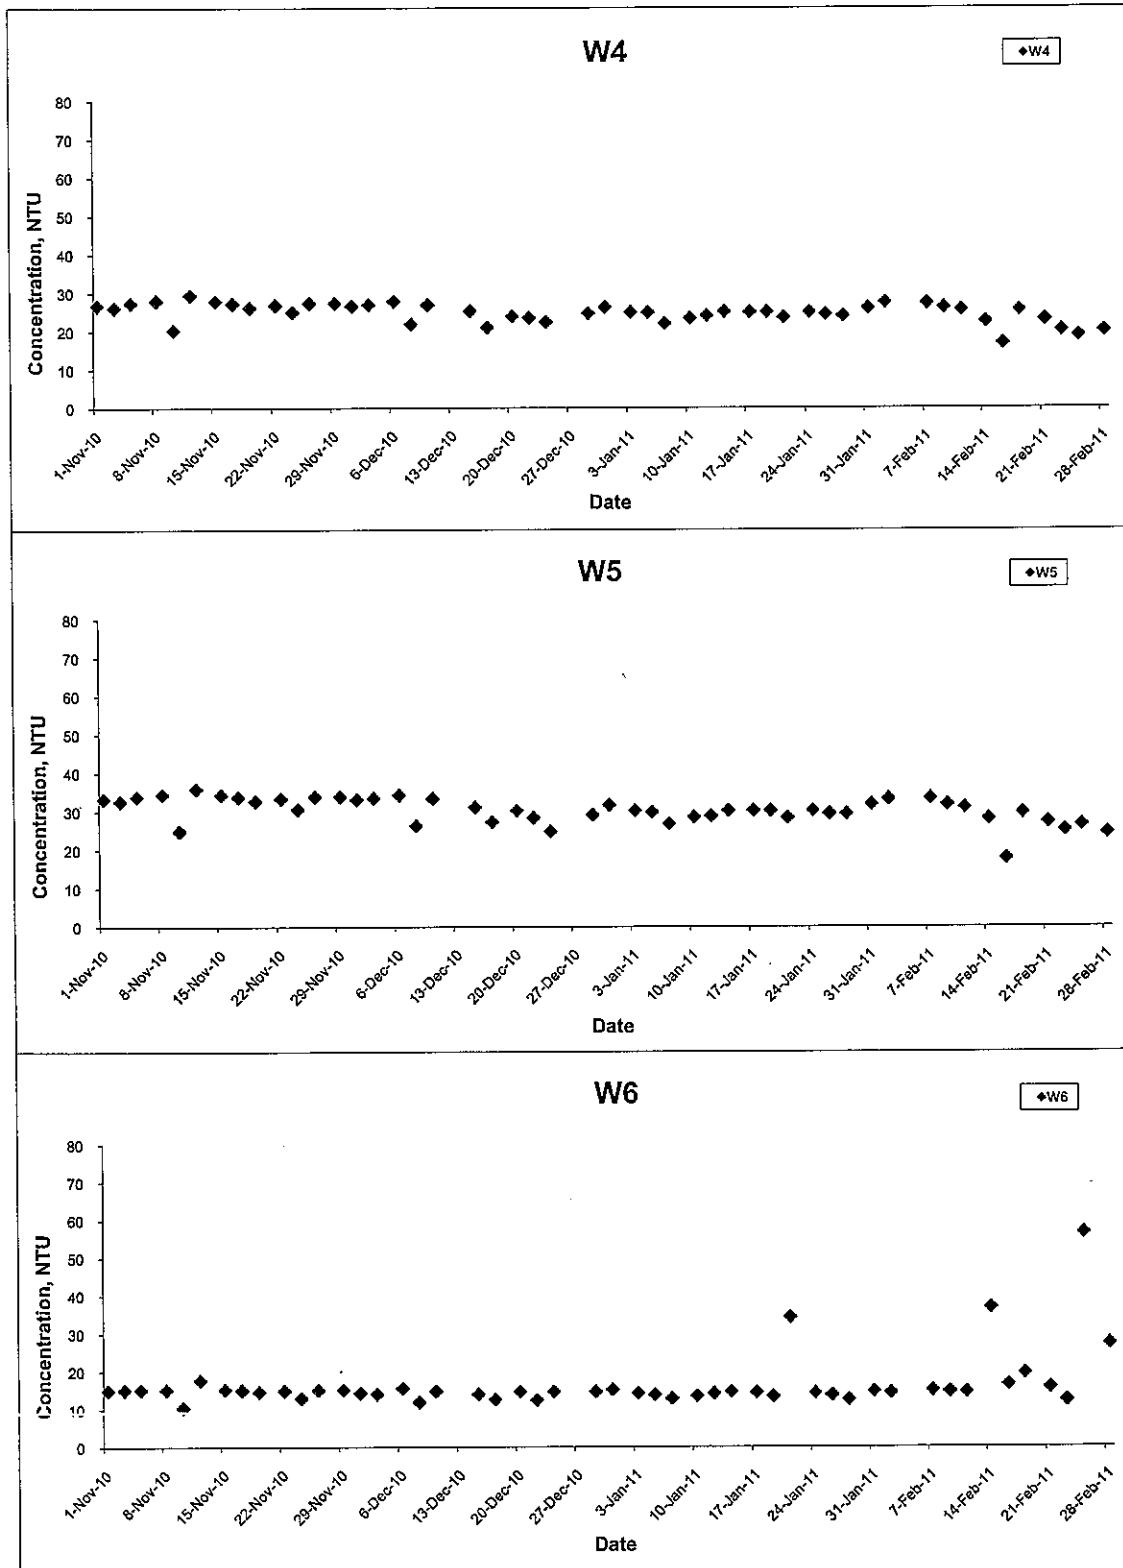 W4
◆W4
80
70
60
50
40
30
20
10
0
Concentration, NTU
1-Nov-10
8-Nov-10
15-Nov-10
22-Nov-10
29-Nov-10
6-Dec-10
13-Dec-10
20-Dec-10
27-Dec-10
3-Jan-11
10-Jan-11
17-Jan-11
24-Jan-11
31-Jan-11
7-Feb-11
14-Feb-11
21-Feb-11
28-Feb-11
Date
W5
◆W5
80
70
60
50
40
30
20
10
0
Concentration, NTU
1-Nov-10
8-Nov-10
15-Nov-10
22-Nov-10
29-Nov-10
6-Dec-10
13-Dec-10
20-Dec-10
27-Dec-10
3-Jan-11
10-Jan-11
17-Jan-11
24-Jan-11
31-Jan-11
7-Feb-11
14-Feb-11
21-Feb-11
28-Feb-11
Date
W6
◆W6
80
70
60
50
40
30
20
10
0
Concentration, NTU
1-Nov-10
8-Nov-10
15-Nov-10
22-Nov-10
29-Nov-10
6-Dec-10
13-Dec-10
20-Dec-10
27-Dec-10
3-Jan-11
10-Jan-11
17-Jan-11
24-Jan-11
31-Jan-11
7-Feb-11
14-Feb-11
21-Feb-11
28-Feb-11
Date